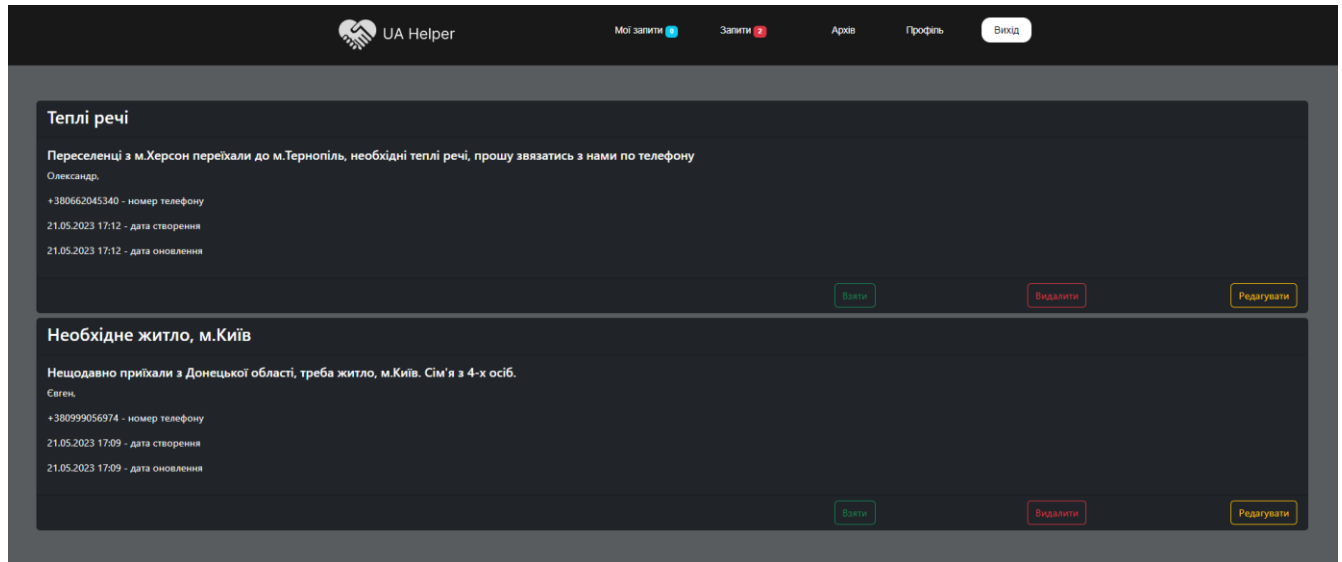 UA Helper
Мої запити 0
Запити 2
Архів
Профіль
Вихід
Теплі речі
Переселенці з м.Херсон переїхали до м.Тернопіль, необхідні теплі речі, прошу звязатись з нами по телефону
Олександр,
+380662045340 - номер телефону
21.05.2023 17:12 - дата створення
21.05.2023 17:12 - дата оновлення
Взяти
Видалити
Редагувати
Необхідне житло, м.Київ
Нещодавно приїхали з Донецької області, треба житло, м.Київ. Сім'я з 4-х осіб.
Євген,
+380999056974 - номер телефону
21.05.2023 17:09 - дата створення
21.05.2023 17:09 - дата оновлення
Взяти
Видалити
Редагувати